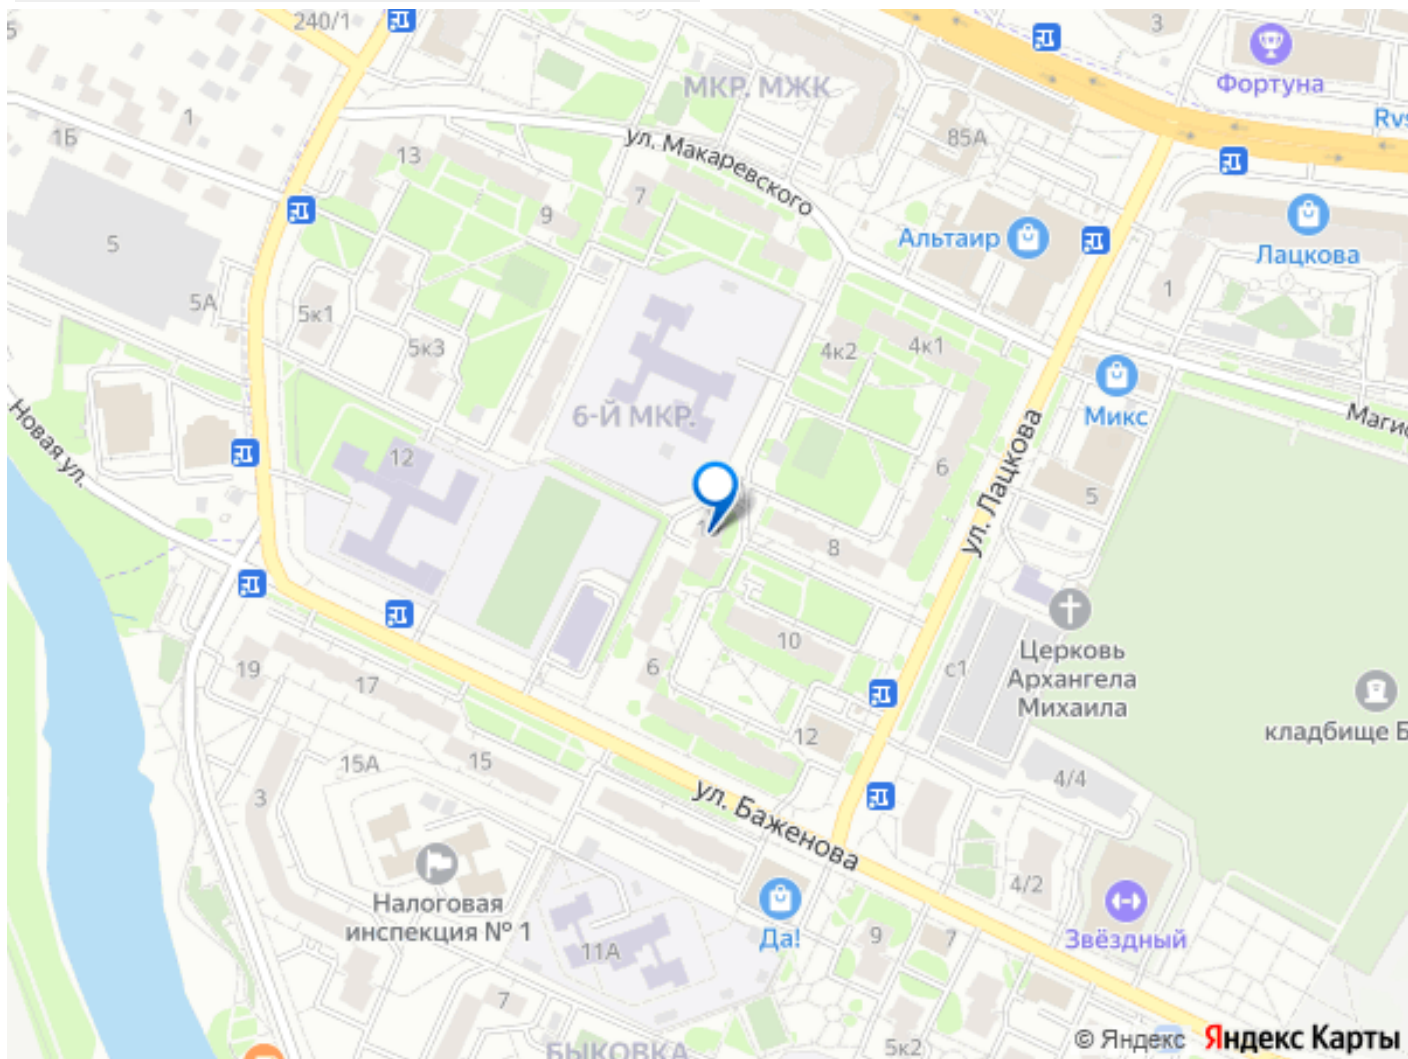 240/1
3
Фортуна
МКР. МЖК
Rvs
1
1Б
85А
ул. Макаревского
13
7
9
Альтаир
Лацкова
5
5А
5к1
5к3
1
4к2
4к1
Микс
Магис
6-Й МКР.
Новая ул.
12
ул. Лацкова
6
5
8
10
Церковь
Архангела
Михаила
с1
6
19
17
12
кладбище Б
15А
15
4/4
3
ул. Баженова
4/2
Налоговая
инспекция № 1
Да!
11А
9
7
Звёздный
7
БЫКОВКА
5к2
© Яндекс Яндекс Карты